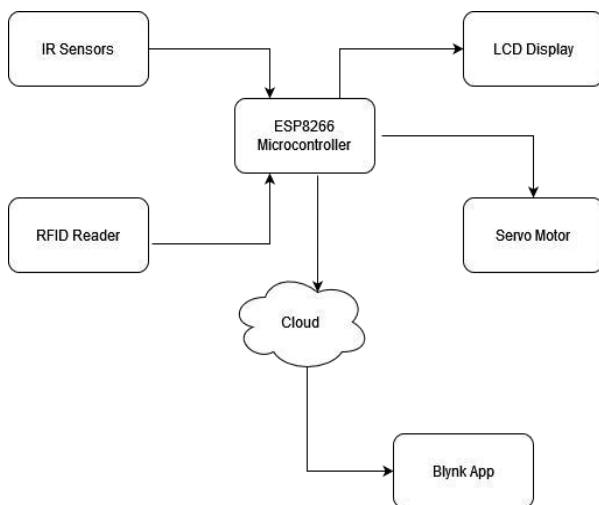 IR Sensors
LCD Display
ESP8266
Microcontroller
RFID Reader
Servo Motor
Cloud
Blynk App